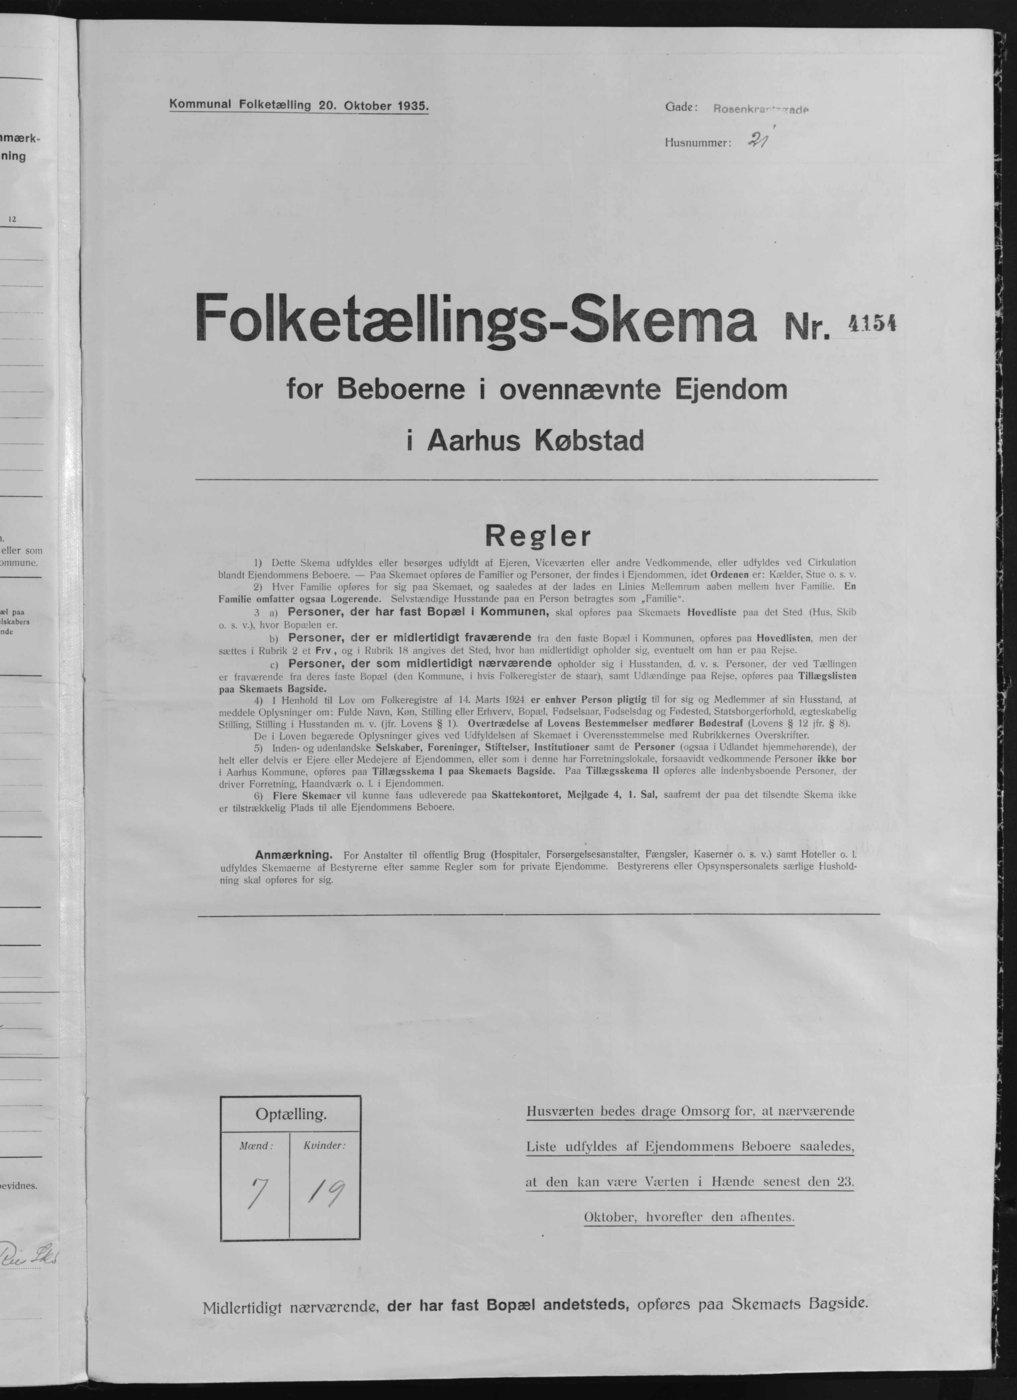 Kommunal Folketælling 20. Oktober 1935.
Gade: Rosenkrantzgade
Husnummer: 21
Folketællings-Skema Nr. 4154
for Beboerne i ovennævnte Ejendom
i Aarhus Købstad
Regler
1) Dette Skema udfyldes eller besørges udfyldt af Ejeren, Viceværten eller andre Vedkommende, eller udfyldes ved Cirkulation
blandt Ejendommens Beboere. — Paa Skemaet opføres de Familier og Personer, der findes i Ejendommen, idet Ordenen er: Kælder, Stue o. s. v.
2) Hver Familie opføres for sig paa Skemaet, og saaledes at der lades en Linies Mellemrum aaben mellem hver Familie. En
Familie omfatter ogsaa Logerende. Selvstændige Husstande paa en Person betragtes som „Familie".
3 a) Personer, der har fast Bopæl i Kommunen, skal opføres paa Skemaets Hovedliste paa det Sted (Hus, Skib
o. s. v.), hvor Bopælen er.
b) Personer, der er midlertidigt fraværende fra den faste Bopæl i Kommunen, opføres paa Hovedlisten, men der
sættes i Rubrik 2 et Frv., og i Rubrik 18 angives det Sted, hvor han midlertidigt opholder sig, eventuelt om han er paa Rejse.
c) Personer, der som midlertidigt nærværende opholder sig i Husstanden, d. v. s. Personer, der ved Tællingen
er fraværende fra deres faste Bopæl (den Kommune, i hvis Folkeregister de staar), samt Udlændinge paa Rejse, opføres paa Tillægslisten
paa Skemaets Bagside.
4) I Henhold til Lov om Folkeregistre af 14. Marts 1924 er enhver Person pligtig til for sig og Medlemmer af sin Husstand, at
meddele Oplysninger om: Fulde Navn, Køn, Stilling eller Erhverv, Bopæl, Fødselsaar, Fødselsdag og Fødested, Statsborgerforhold, ægteskabelig
Stilling, Stilling i Husstanden m. v. (jfr. Lovens § 1). Overtrædelse af Lovens Bestemmelser medfører Bødestraf (Lovens § 12 jfr. § 8).
De i Loven begærede Oplysninger gives ved Udfyldelsen af Skemaet i Overensstemmelse med Rubrikkernes Overskrifter.
5) Inden- og udenlandske Selskaber, Foreninger, Stiftelser, Institutioner samt de Personer (ogsaa i Udlandet hjemmehørende), der
helt eller delvis er Ejere eller Medejere af Ejendommen, eller som i denne har Forretningslokale, forsaavidt vedkommende Personer ikke bor
i Aarhus Kommune, opføres paa Tillægsskema I paa Skemaets Bagside. Paa Tillægsskema II opføres alle indenbysboende Personer, der
driver Forretning, Haandværk o. l. i Ejendommen.
6) Flere Skemaer vil kunne faas udleverede paa Skattekontoret, Mejlgade 4, 1. Sal, saafremt der paa det tilsendte Skema ikke
er tilstrækkelig Plads til alle Ejendommens Beboere.
Anmærkning. For Anstalter til offentlig Brug (Hospitaler, Forsørgelsesanstalter, Fængsler, Kaserner o. s. v.) samt Hoteller o. l.
udfyldes Skemaerne af Bestyrerne efter samme Regler som for private Ejendomme. Bestyrerens eller Opsynspersonalets særlige Hushold-
ning skal opføres for sig.
Optælling.
Mænd: Kvinder:
7 19
Husværten bedes drage Omsorg for, at nærværende
Liste udfyldes af Ejendommens Beboere saaledes,
at den kan være Værten i Hænde senest den 23.
Oktober, hvorefter den afhentes.
Midlertidigt nærværende, der har fast Bopæl andetsteds, opføres paa Skemaets Bagside.